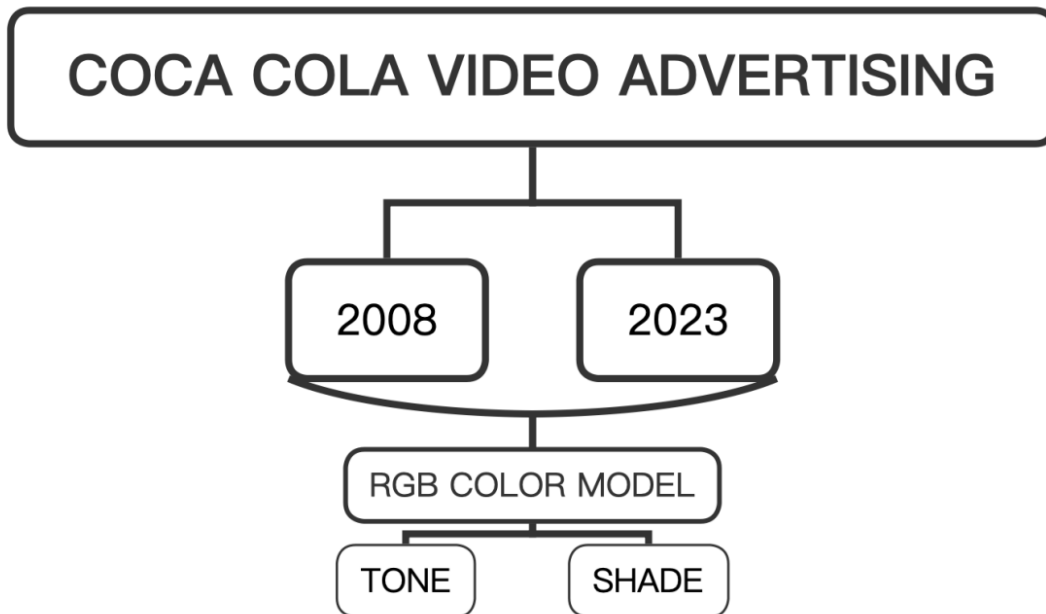 COCA COLA VIDEO ADVERTISING
2008
2023
RGB COLOR MODEL
TONE
SHADE